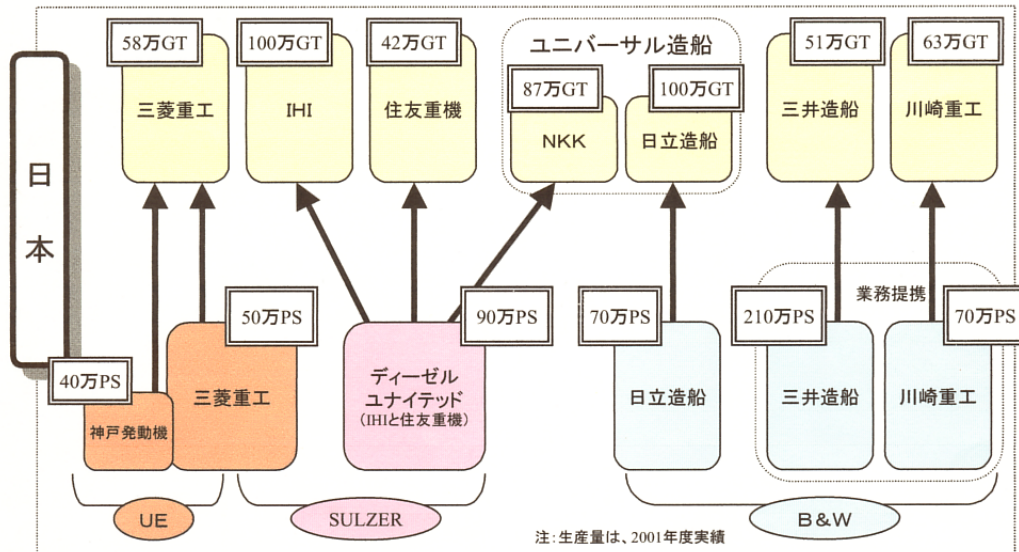 日本
58万GT
三菱重工
100万GT
IHI
42万GT
住友重機
ユニバーサル造船
87万GT
NKK
100万GT
日立造船
51万GT
三井造船
63万GT
川崎重工
業務提携
40万PS
神戸発動機
50万PS
三菱重工
90万PS
ディーゼル
ユナイテッド
(IHIと住友重機)
70万PS
日立造船
210万PS
三井造船
70万PS
川崎重工
UE
SULZER
B&W
注:生産量は、2001年度実績